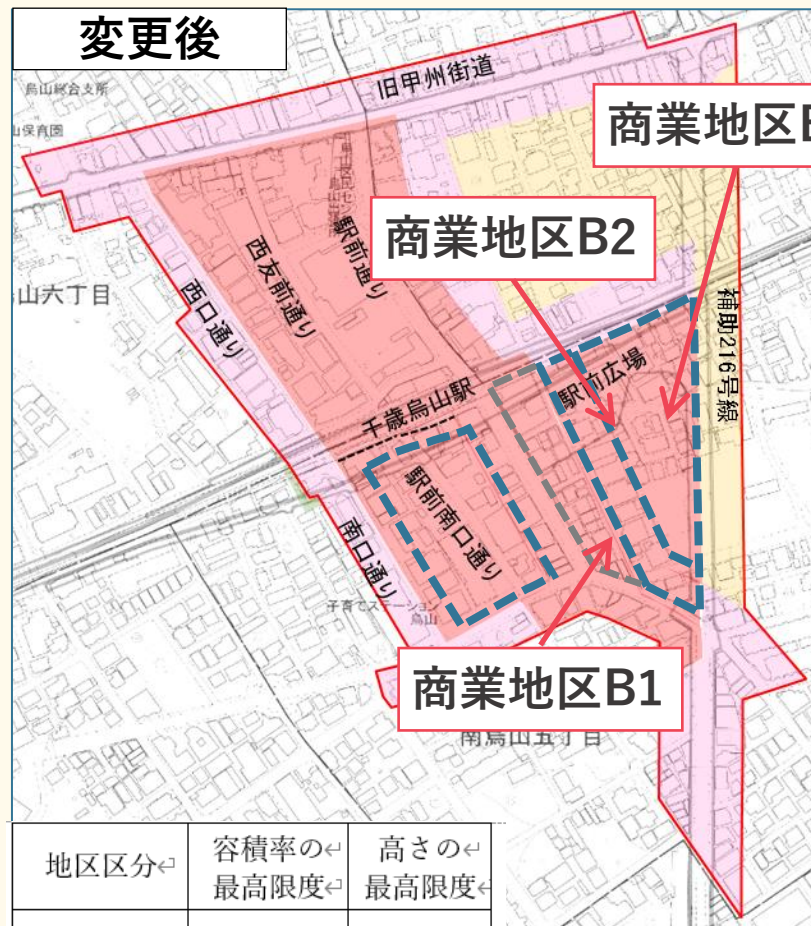 変更後
旧甲州街道
烏山総合支所
山保育園
商業地区B
商業地区B2
駅前通り
西友前通り
山六丁目
西口通り
補助216号線
駅前広場
千歳烏山駅
駅前南口通り
南口通り
子育てステーション
烏山
商業地区B1
南烏山五丁目
地区区分↵ 容積率の↵ 高さの↵
最高限度↵ 最高限度↵